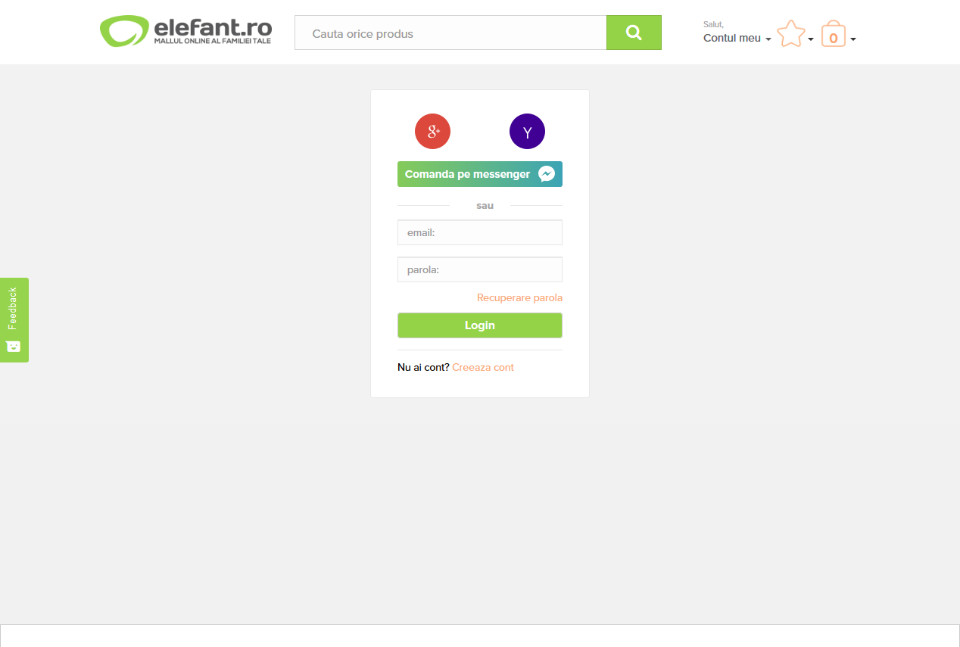 elefant.ro
MALLUL ONLINE AL FAMILIEI TALE
Cauta orice produs
Salut,
Contul meu
0
g+
Y
Comanda pe messenger
sau
email:
parola:
Recuperare parola
Login
Nu ai cont? Creeaza cont
Feedback